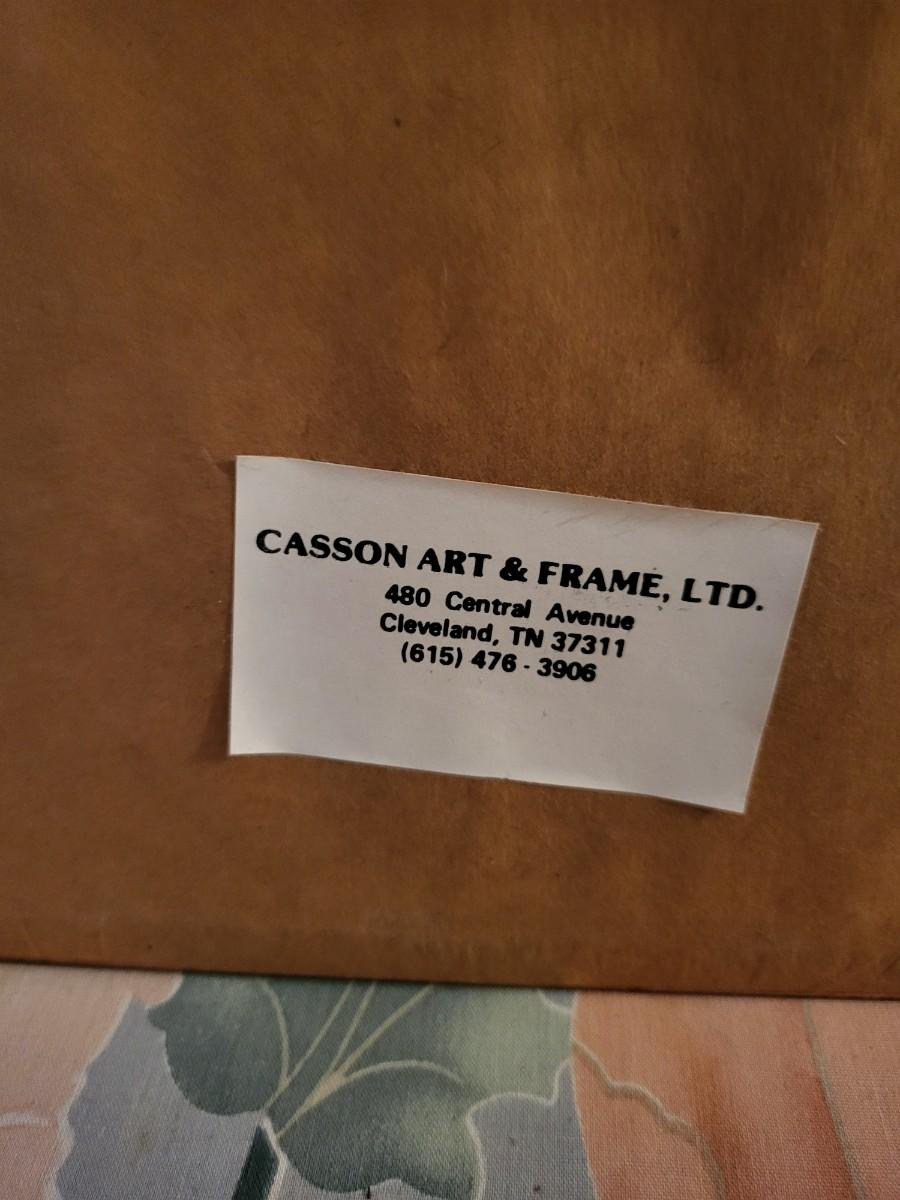 CASSON ART & FRAME, LTD.
480 Central Avenue
Cleveland, TN 37311
(615) 476 - 3906